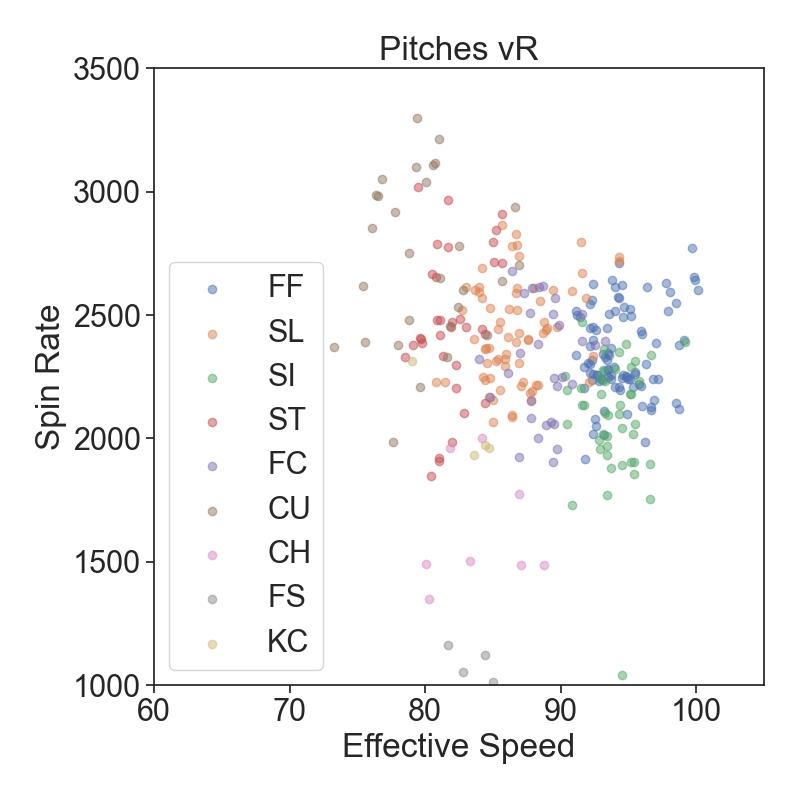 Pitches vR
3500
3000
2500
2000
1500
1000
Spin Rate
FF
SL
SI
ST
FC
CU
CH
FS
KC
60 70 80 90 100
Effective Speed